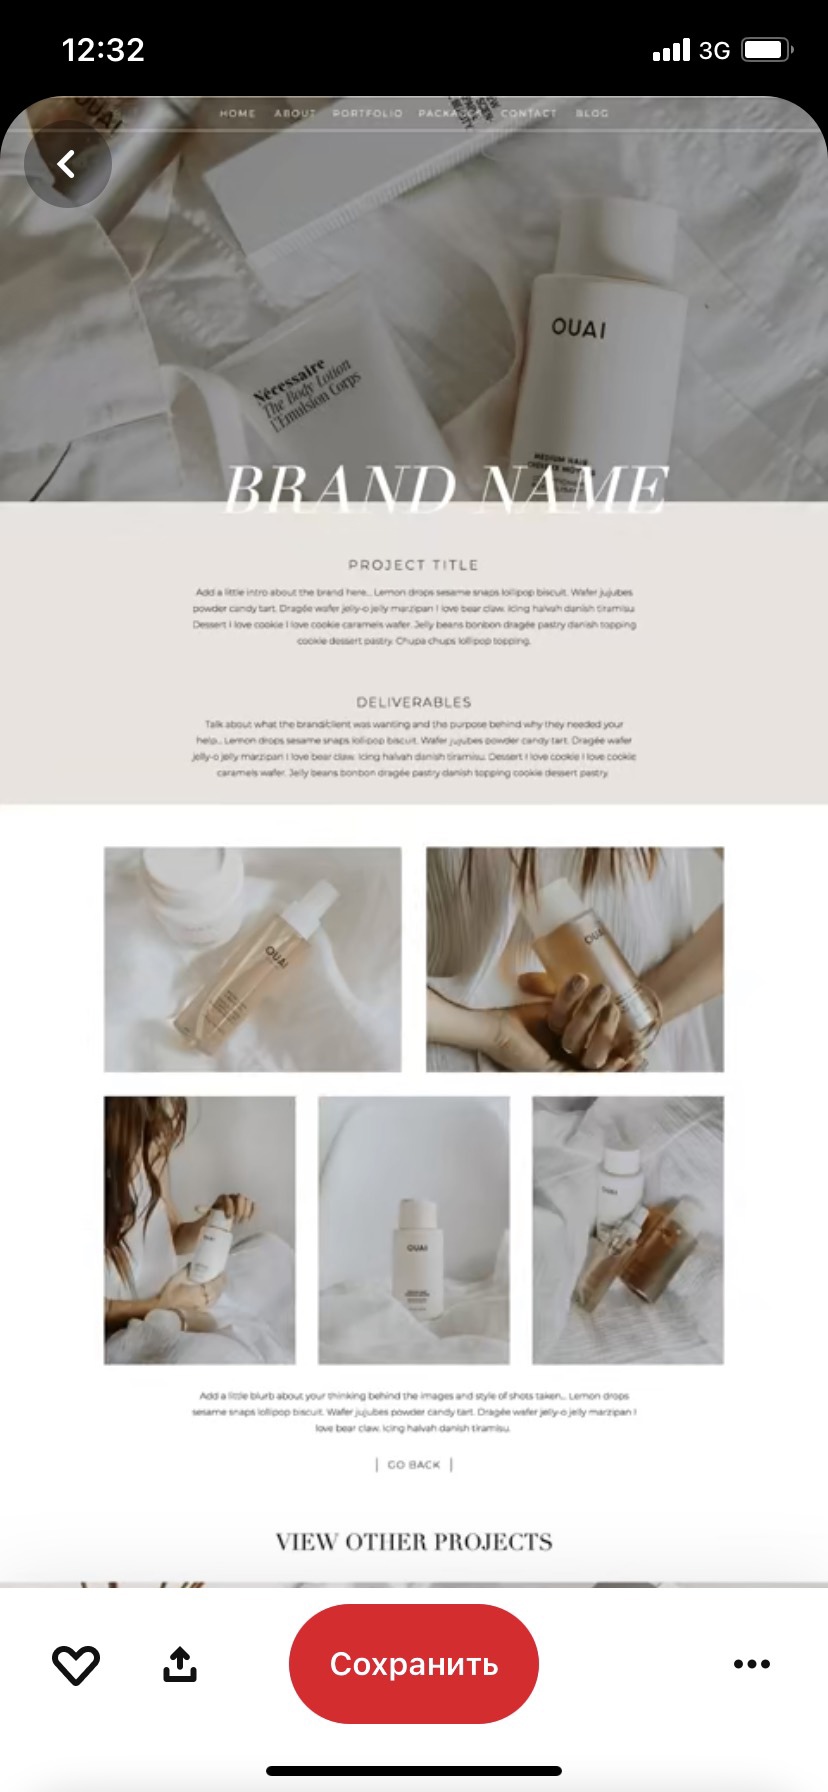 12:32
3G
OUAI
HOME ABOUT PORTFOLIO PACKAGES CONTACT BLOG
OUAI
Nécessaire
The Body Lotion
l'Emulsion Corps
MEDIUM HAIR
BRAND NAME
PROJECT TITLE
Add a little intro about the brand here... Lemon drops sesame snaps lollipop biscuit. Wafer jujubes
powder candy tart. Dragée wafer jelly-o jelly marzipan I love bear claw. Icing halvah danish tiramisu.
Dessert I love cookie I love cookie caramels wafer. Jelly beans bonbon dragée pastry danish topping
cookie dessert pastry. Chupa chups lollipop topping.
DELIVERABLES
Talk about what the brand/client was wanting and the purpose behind why they needed your
help... Lemon drops sesame snaps lollipop biscuit. Wafer jujubes powder candy tart. Dragée wafer
jelly-o jelly marzipan I love bear claw. Icing halvah danish tiramisu. Dessert I love cookie I love cookie
caramels wafer. Jelly beans bonbon dragée pastry danish topping cookie dessert pastry.
OUAI
OUAI
OUAI
OUAI
OUAI
Add a little blurb about your thinking behind the images and style of shots taken... Lemon drops
sesame snaps lollipop biscuit. Wafer jujubes powder candy tart. Dragée wafer jelly-o jelly marzipan I
love bear claw. Icing halvah danish tiramisu.
| GO BACK |
VIEW OTHER PROJECTS
Сохранить